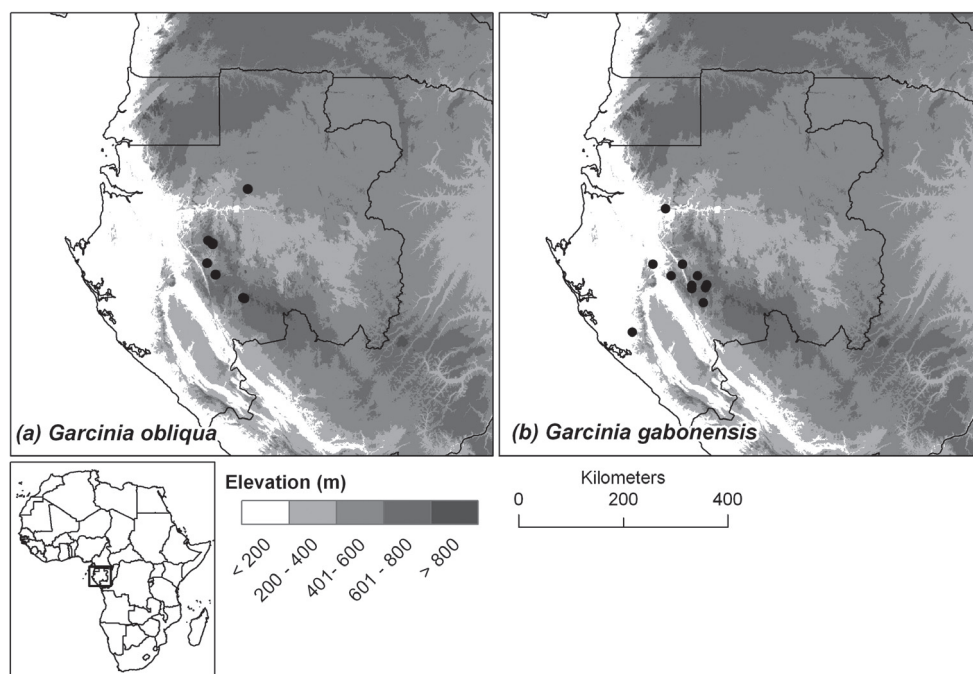 (a) Garcinia obliqua
(b) Garcinia gabonensis
Elevation (m)
< 200
200 - 400
401- 600
601 - 800
> 800
Kilometers
0 200 400